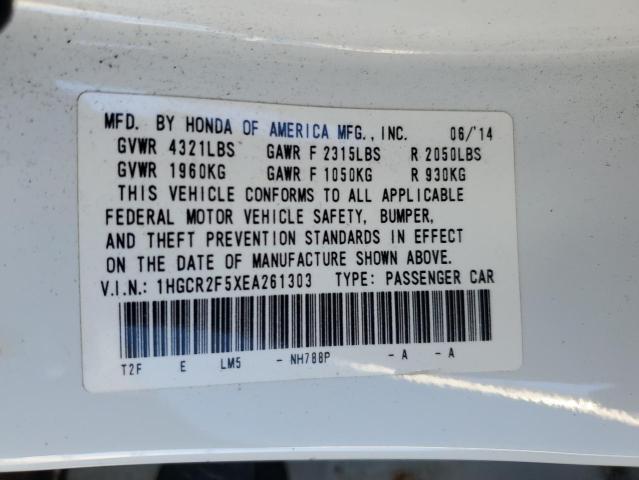 MFD. BY HONDA OF AMERICA MFG., INC. 06/'14
GVWR 4321LBS GAWR F 2315LBS R 2050LBS
GVWR 1960KG GAWR F 1050KG R 930KG
THIS VEHICLE CONFORMS TO ALL APPLICABLE
FEDERAL MOTOR VEHICLE SAFETY, BUMPER,
AND THEFT PREVENTION STANDARDS IN EFFECT
ON THE DATE OF MANUFACTURE SHOWN ABOVE.
V.I.N.: 1HGCR2F5XEA261303 TYPE: PASSENGER CAR
T2F E LM5 - NH788P - A - A